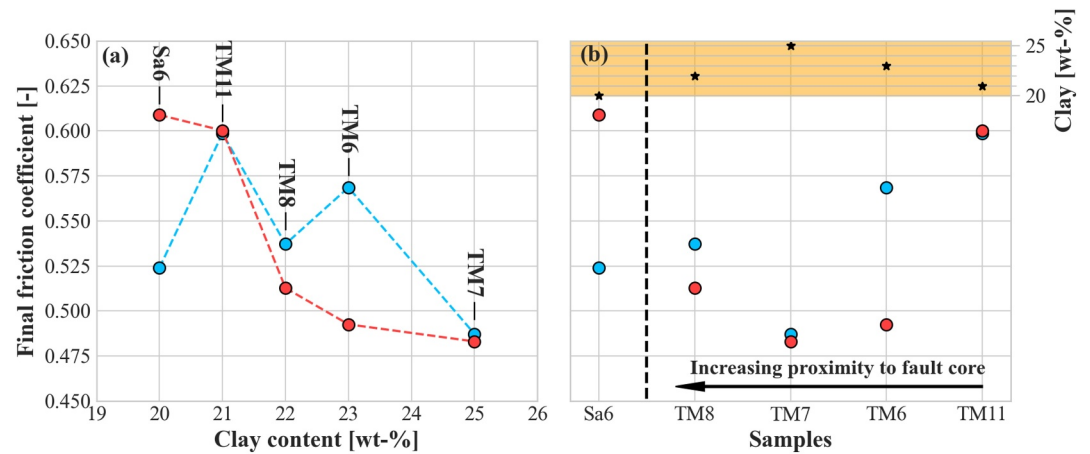 0.650
0.625
0.600
0.575
0.550
0.525
0.500
0.475
0.450
Final friction coefficient [-]
(a)
Sa6
TM11
TM8
TM6
TM7
19 20 21 22 23 24 25 26
Clay content [wt-%]
(b)
25
20
Clay [wt-%]
Increasing proximity to fault core
Sa6 TM8 TM7 TM6 TM11
Samples